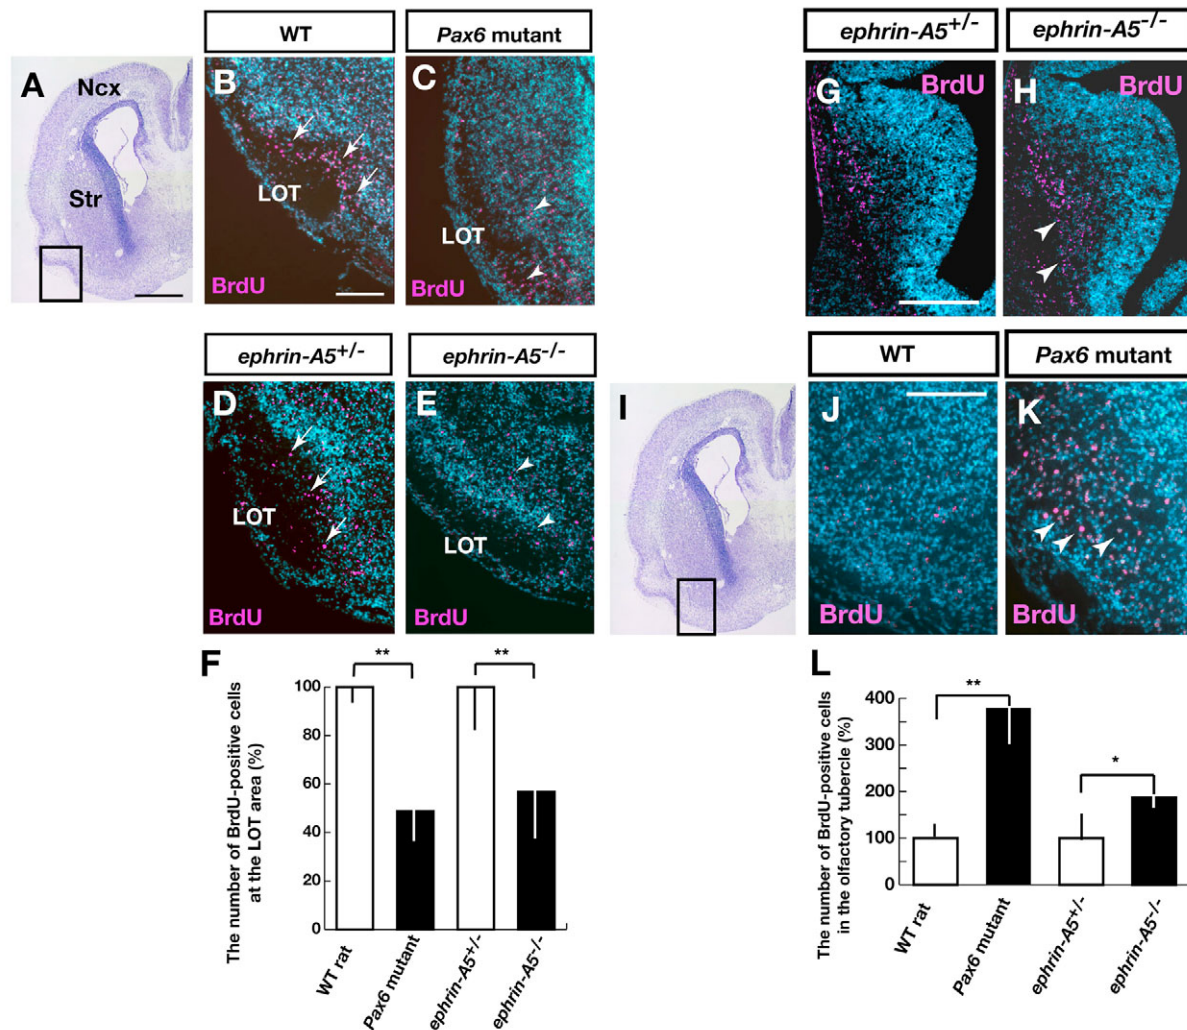 WT
Pax6 mutant
A
Ncx
Str
B
LOT
BrdU
C
LOT
BrdU
ephrin-A5+/-
ephrin-A5-/-
G
BrdU
H
BrdU
ephrin-A5+/-
ephrin-A5-/-
D
LOT
BrdU
E
LOT
BrdU
I
WT
Pax6 mutant
J
BrdU
K
BrdU
F
The number of BrdU-positive cells
at the LOT area (%)
100
80
60
40
20
0
**
**
WT rat
Pax6 mutant
ephrin-A5+/-
ephrin-A5-/-
L
The number of BrdU-positive cells
in the olfactory tubercle (%)
400
300
200
100
0
**
*
WT rat
Pax6 mutant
ephrin-A5+/-
ephrin-A5-/-